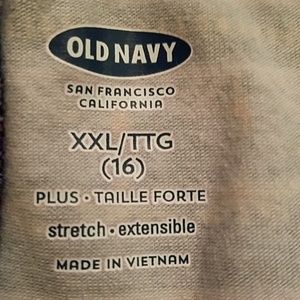 OLD NAVY
SAN FRANCISCO
CALIFORNIA
XXL/TTG
(16)
PLUS • TAILLE FORTE
stretch • extensible
MADE IN VIETNAM